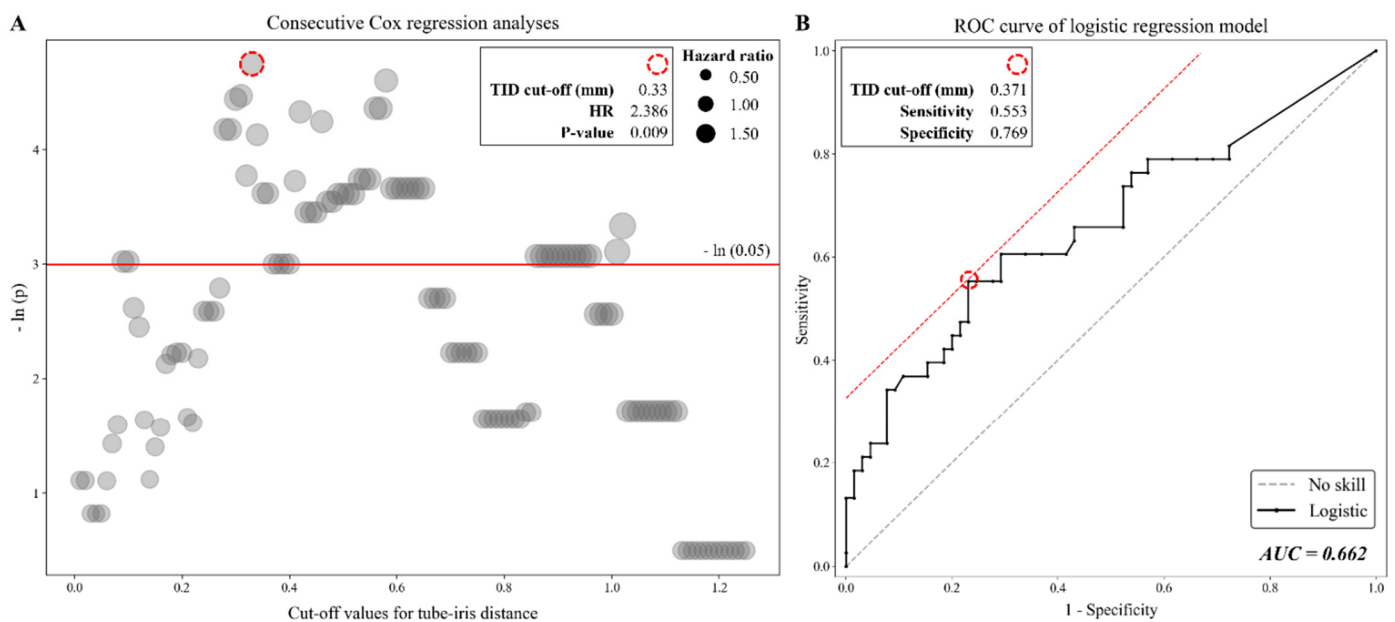 A
Consecutive Cox regression analyses
TID cut-off (mm) 0.33
HR 2.386
P-value 0.009
Hazard ratio
0.50
1.00
1.50
- ln (0.05)
- ln (p)
4
3
2
1
0.0 0.2 0.4 0.6 0.8 1.0 1.2
Cut-off values for tube-iris distance
B
ROC curve of logistic regression model
TID cut-off (mm) 0.371
Sensitivity 0.553
Specificity 0.769
Sensitivity
1.0
0.8
0.6
0.4
0.2
0.0
No skill
Logistic
AUC = 0.662
0.0 0.2 0.4 0.6 0.8 1.0
1 - Specificity